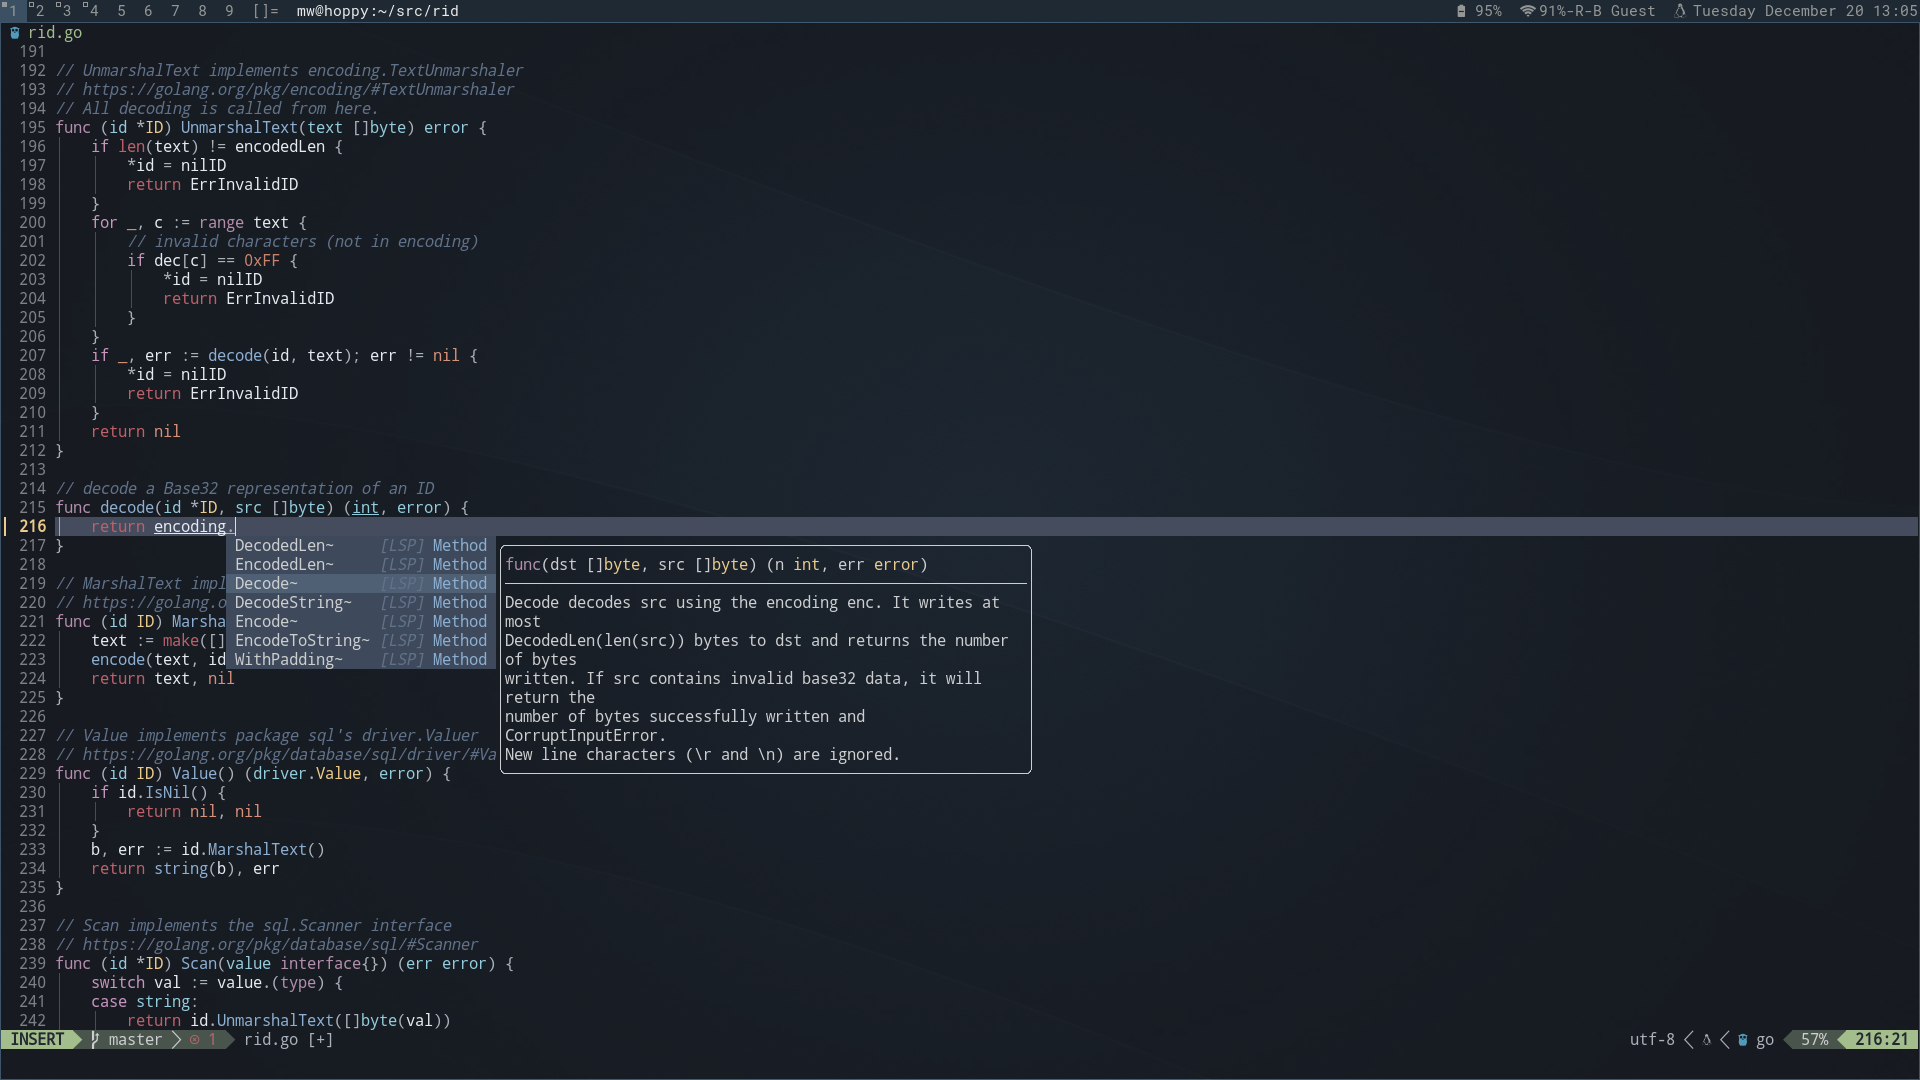 1 2 3 4 5 6 7 8 9 []= mw@hoppy:~/src/rid 95% 91%-R-B Guest Tuesday December 20 13:05
rid.go
191
192 // UnmarshalText implements encoding.TextUnmarshaler
193 // https://golang.org/pkg/encoding/#TextUnmarshaler
194 // All decoding is called from here.
195 func (id *ID) UnmarshalText(text []byte) error {
196 if len(text) != encodedLen {
197 *id = nilID
198 return ErrInvalidID
199 }
200 for _, c := range text {
201 // invalid characters (not in encoding)
202 if dec[c] == 0xFF {
203 *id = nilID
204 return ErrInvalidID
205 }
206 }
207 if _, err := decode(id, text); err != nil {
208 *id = nilID
209 return ErrInvalidID
210 }
211 return nil
212 }
213
214 // decode a Base32 representation of an ID
215 func decode(id *ID, src []byte) (int, error) {
216 return encoding.
217 }
218
219 // MarshalText impl
220 // https://golang.o
221 func (id ID) Marsha
222 text := make([]
223 encode(text, id
224 return text, nil
225 }
226
227 // Value implements package sql's driver.Valuer
228 // https://golang.org/pkg/database/sql/driver/#Va
229 func (id ID) Value() (driver.Value, error) {
230 if id.IsNil() {
231 return nil, nil
232 }
233 b, err := id.MarshalText()
234 return string(b), err
235 }
236
237 // Scan implements the sql.Scanner interface
238 // https://golang.org/pkg/database/sql/#Scanner
239 func (id *ID) Scan(value interface{}) (err error) {
240 switch val := value.(type) {
241 case string:
242 return id.UnmarshalText([]byte(val))
DecodedLen~ [LSP] Method
EncodedLen~ [LSP] Method
Decode~ [LSP] Method
DecodeString~ [LSP] Method
Encode~ [LSP] Method
EncodeToString~ [LSP] Method
WithPadding~ [LSP] Method
func(dst []byte, src []byte) (n int, err error)
Decode decodes src using the encoding enc. It writes at
most
DecodedLen(len(src)) bytes to dst and returns the number
of bytes
written. If src contains invalid base32 data, it will
return the
number of bytes successfully written and
CorruptInputError.
New line characters (\r and \n) are ignored.
INSERT master 1 rid.go [+] utf-8 go 57% 216:21